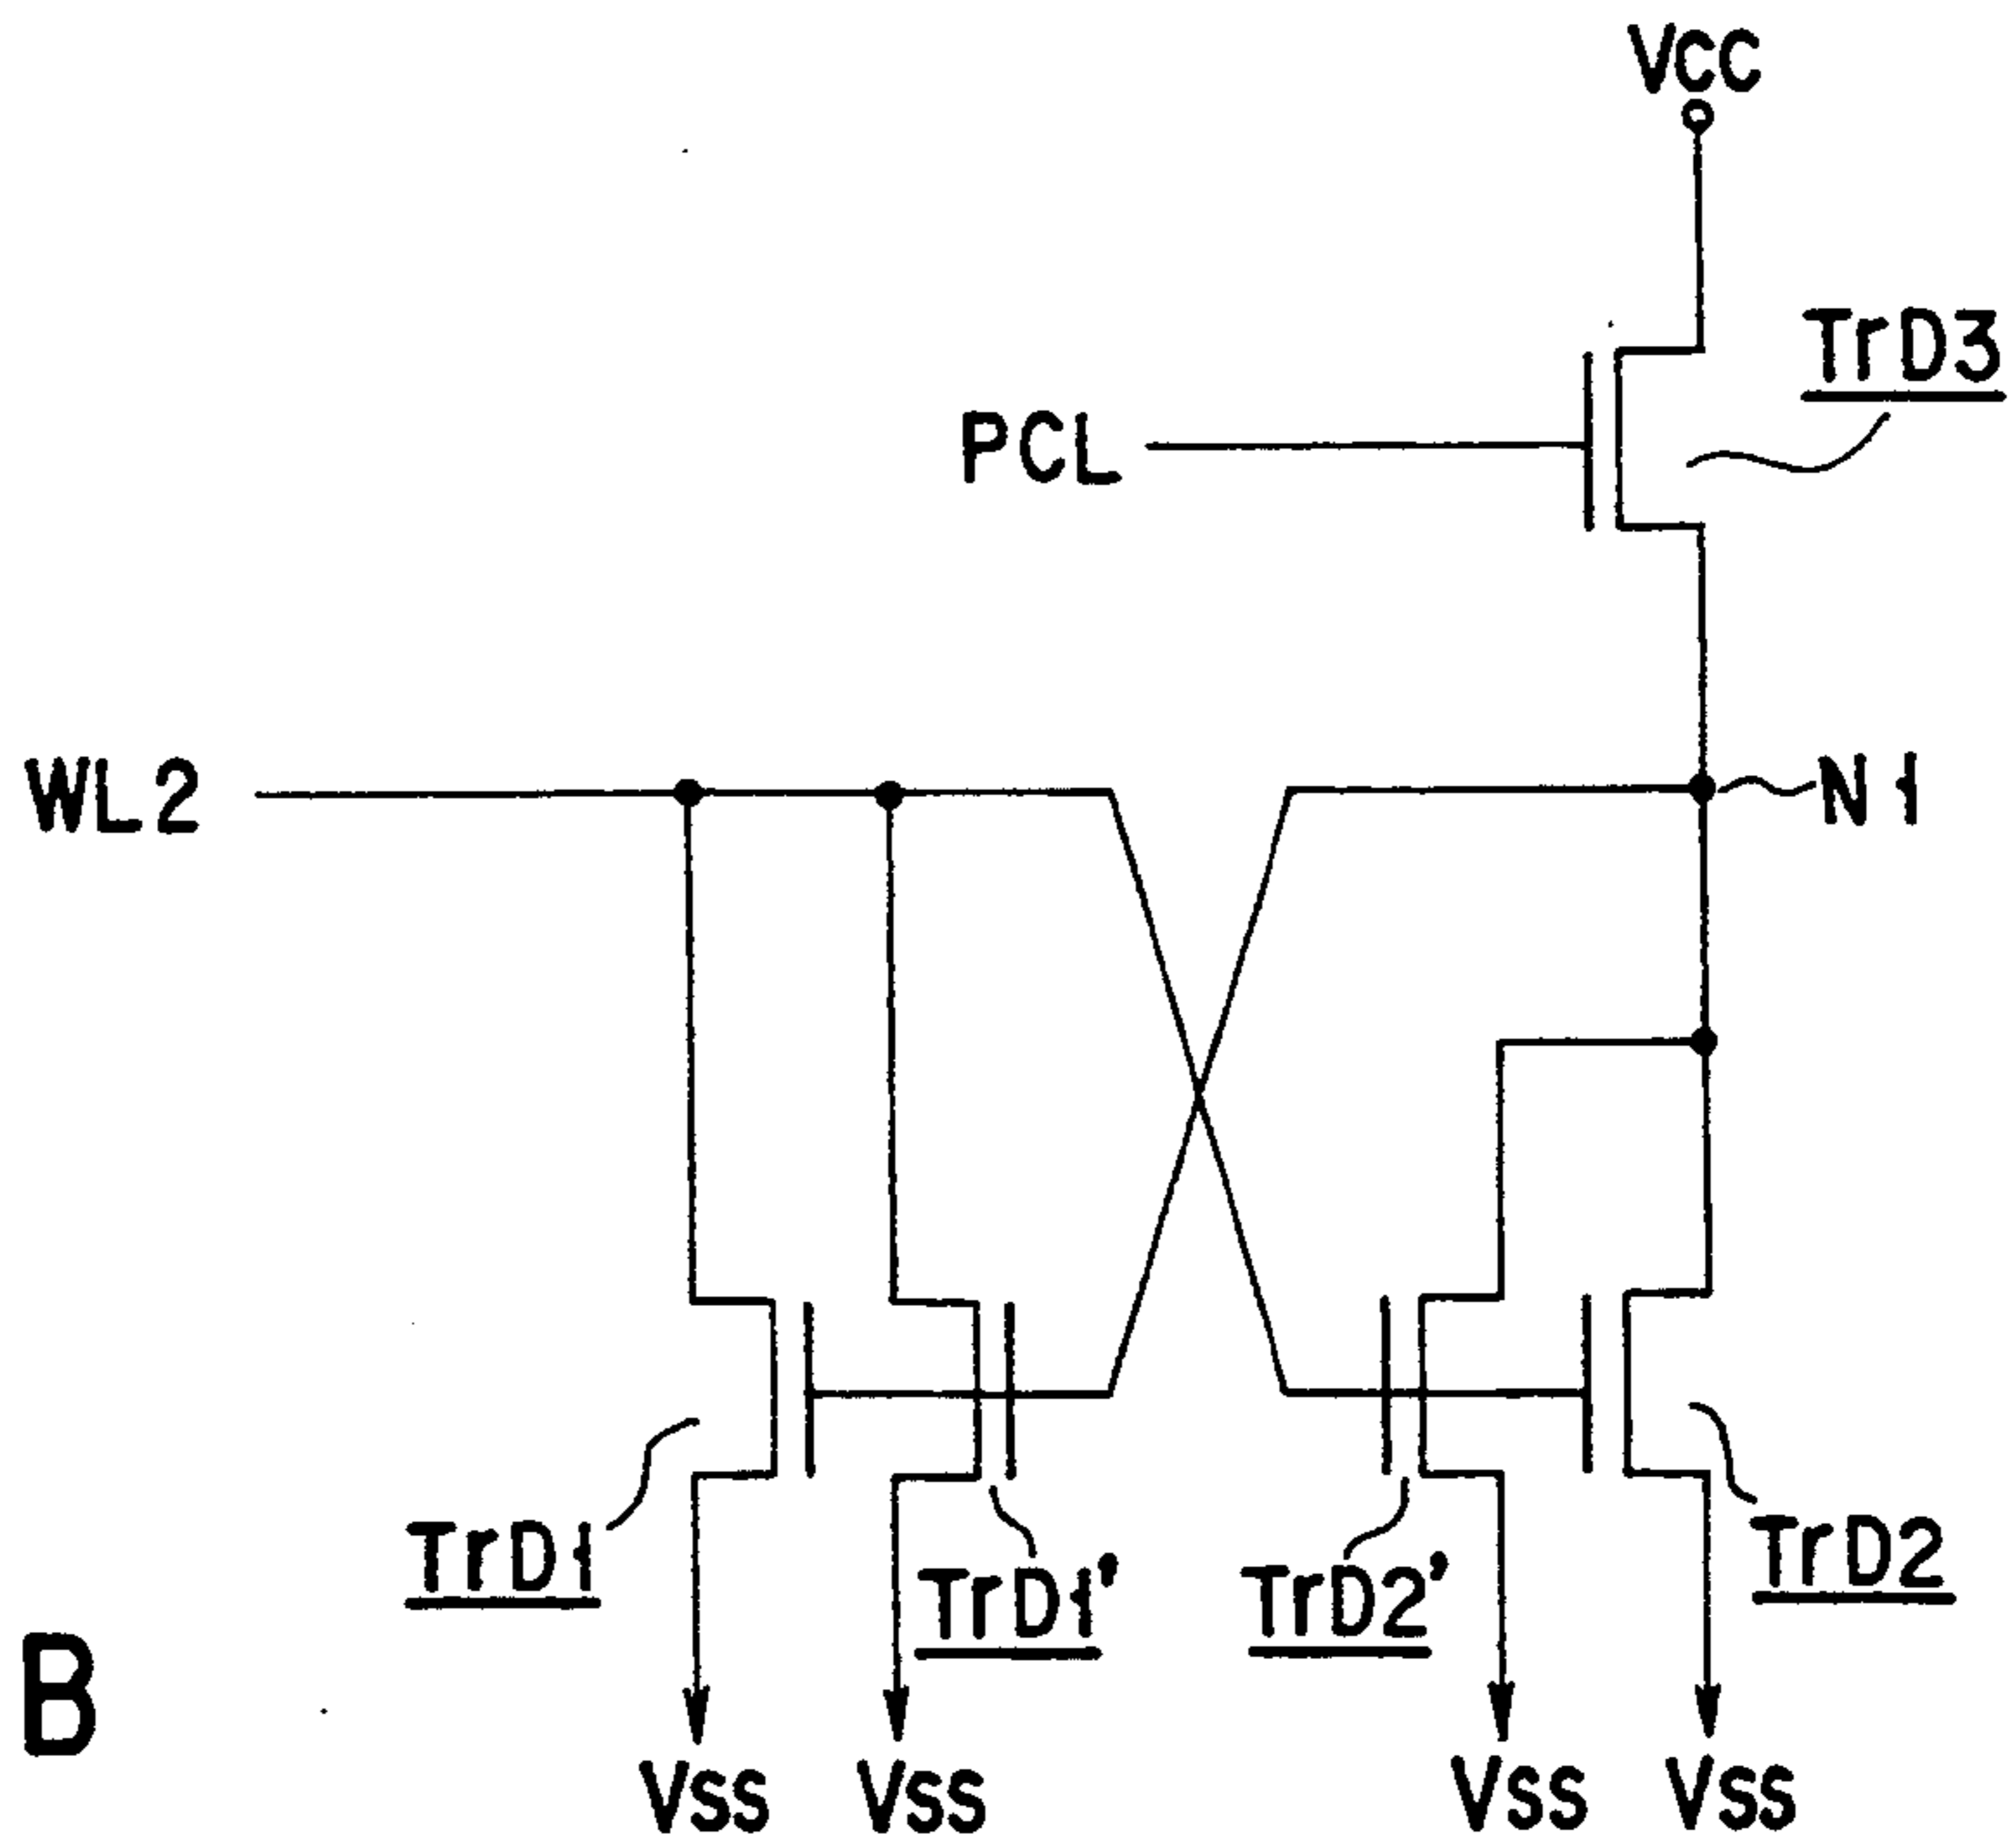 VCC
TrD3
PCL
WL2
N1
TrD1
TrD1'
TrD2'
TrD2
B
VSS
VSS
VSS
VSS